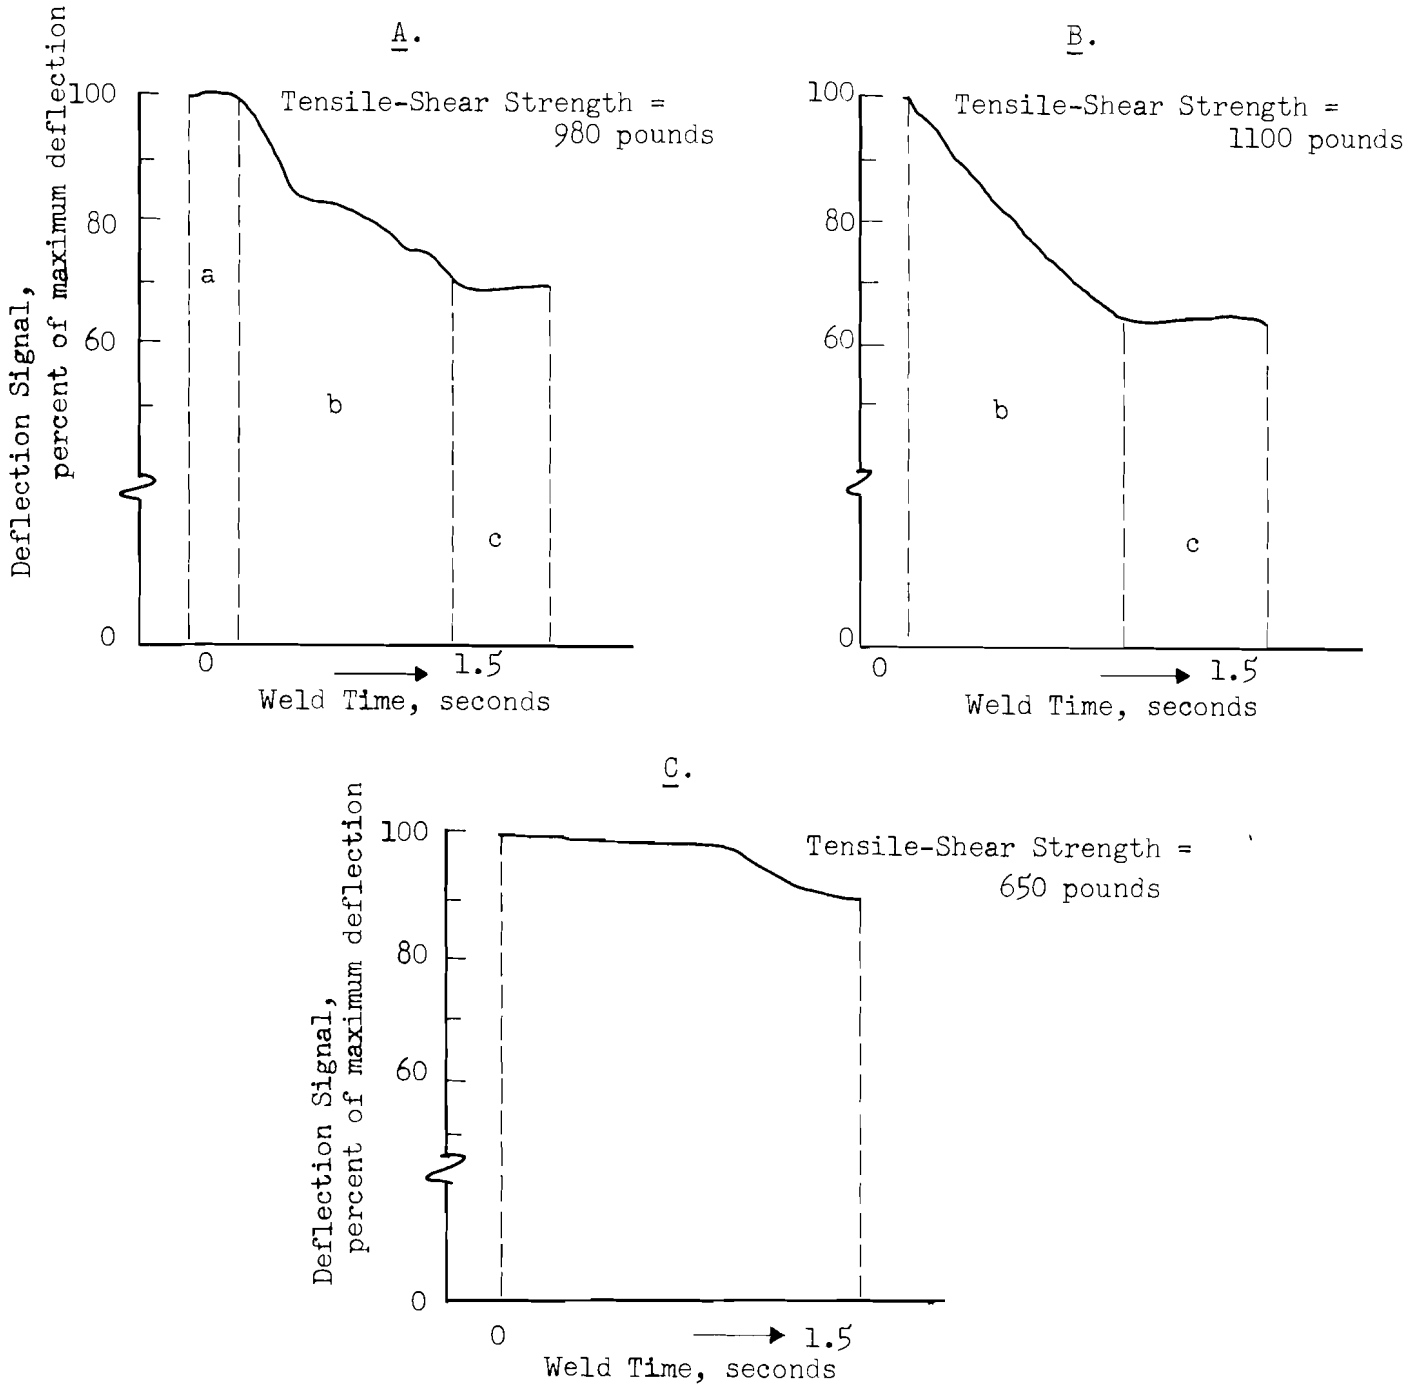 A.
Deflection Signal,
percent of maximum deflection
100
80
60
0
Tensile-Shear Strength =
980 pounds
a
b
c
0
1.5
Weld Time, seconds
B.
100
80
60
0
Tensile-Shear Strength =
1100 pounds
b
c
0
1.5
Weld Time, seconds
C.
Deflection Signal,
percent of maximum deflection
100
80
60
0
Tensile-Shear Strength =
650 pounds
0
1.5
Weld Time, seconds